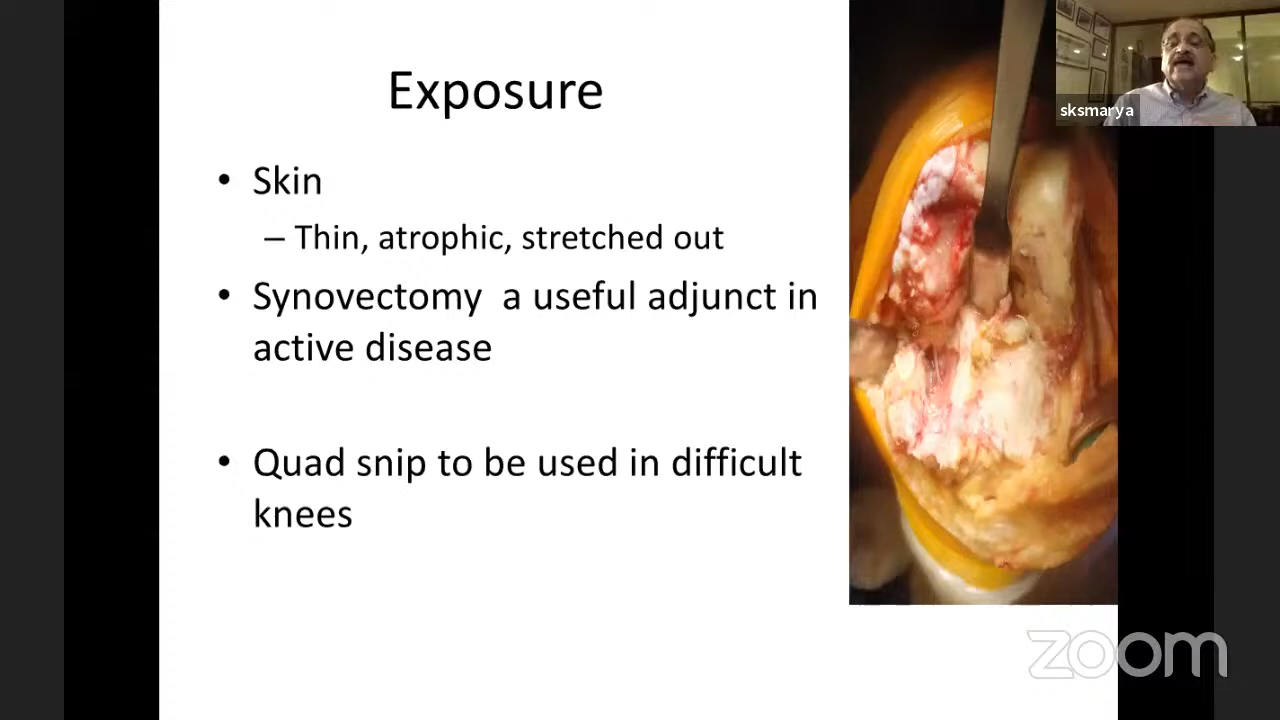 Exposure
• Skin
– Thin, atrophic, stretched out
• Synovectomy a useful adjunct in
active disease
• Quad snip to be used in difficult
knees
sksmarya
zoom